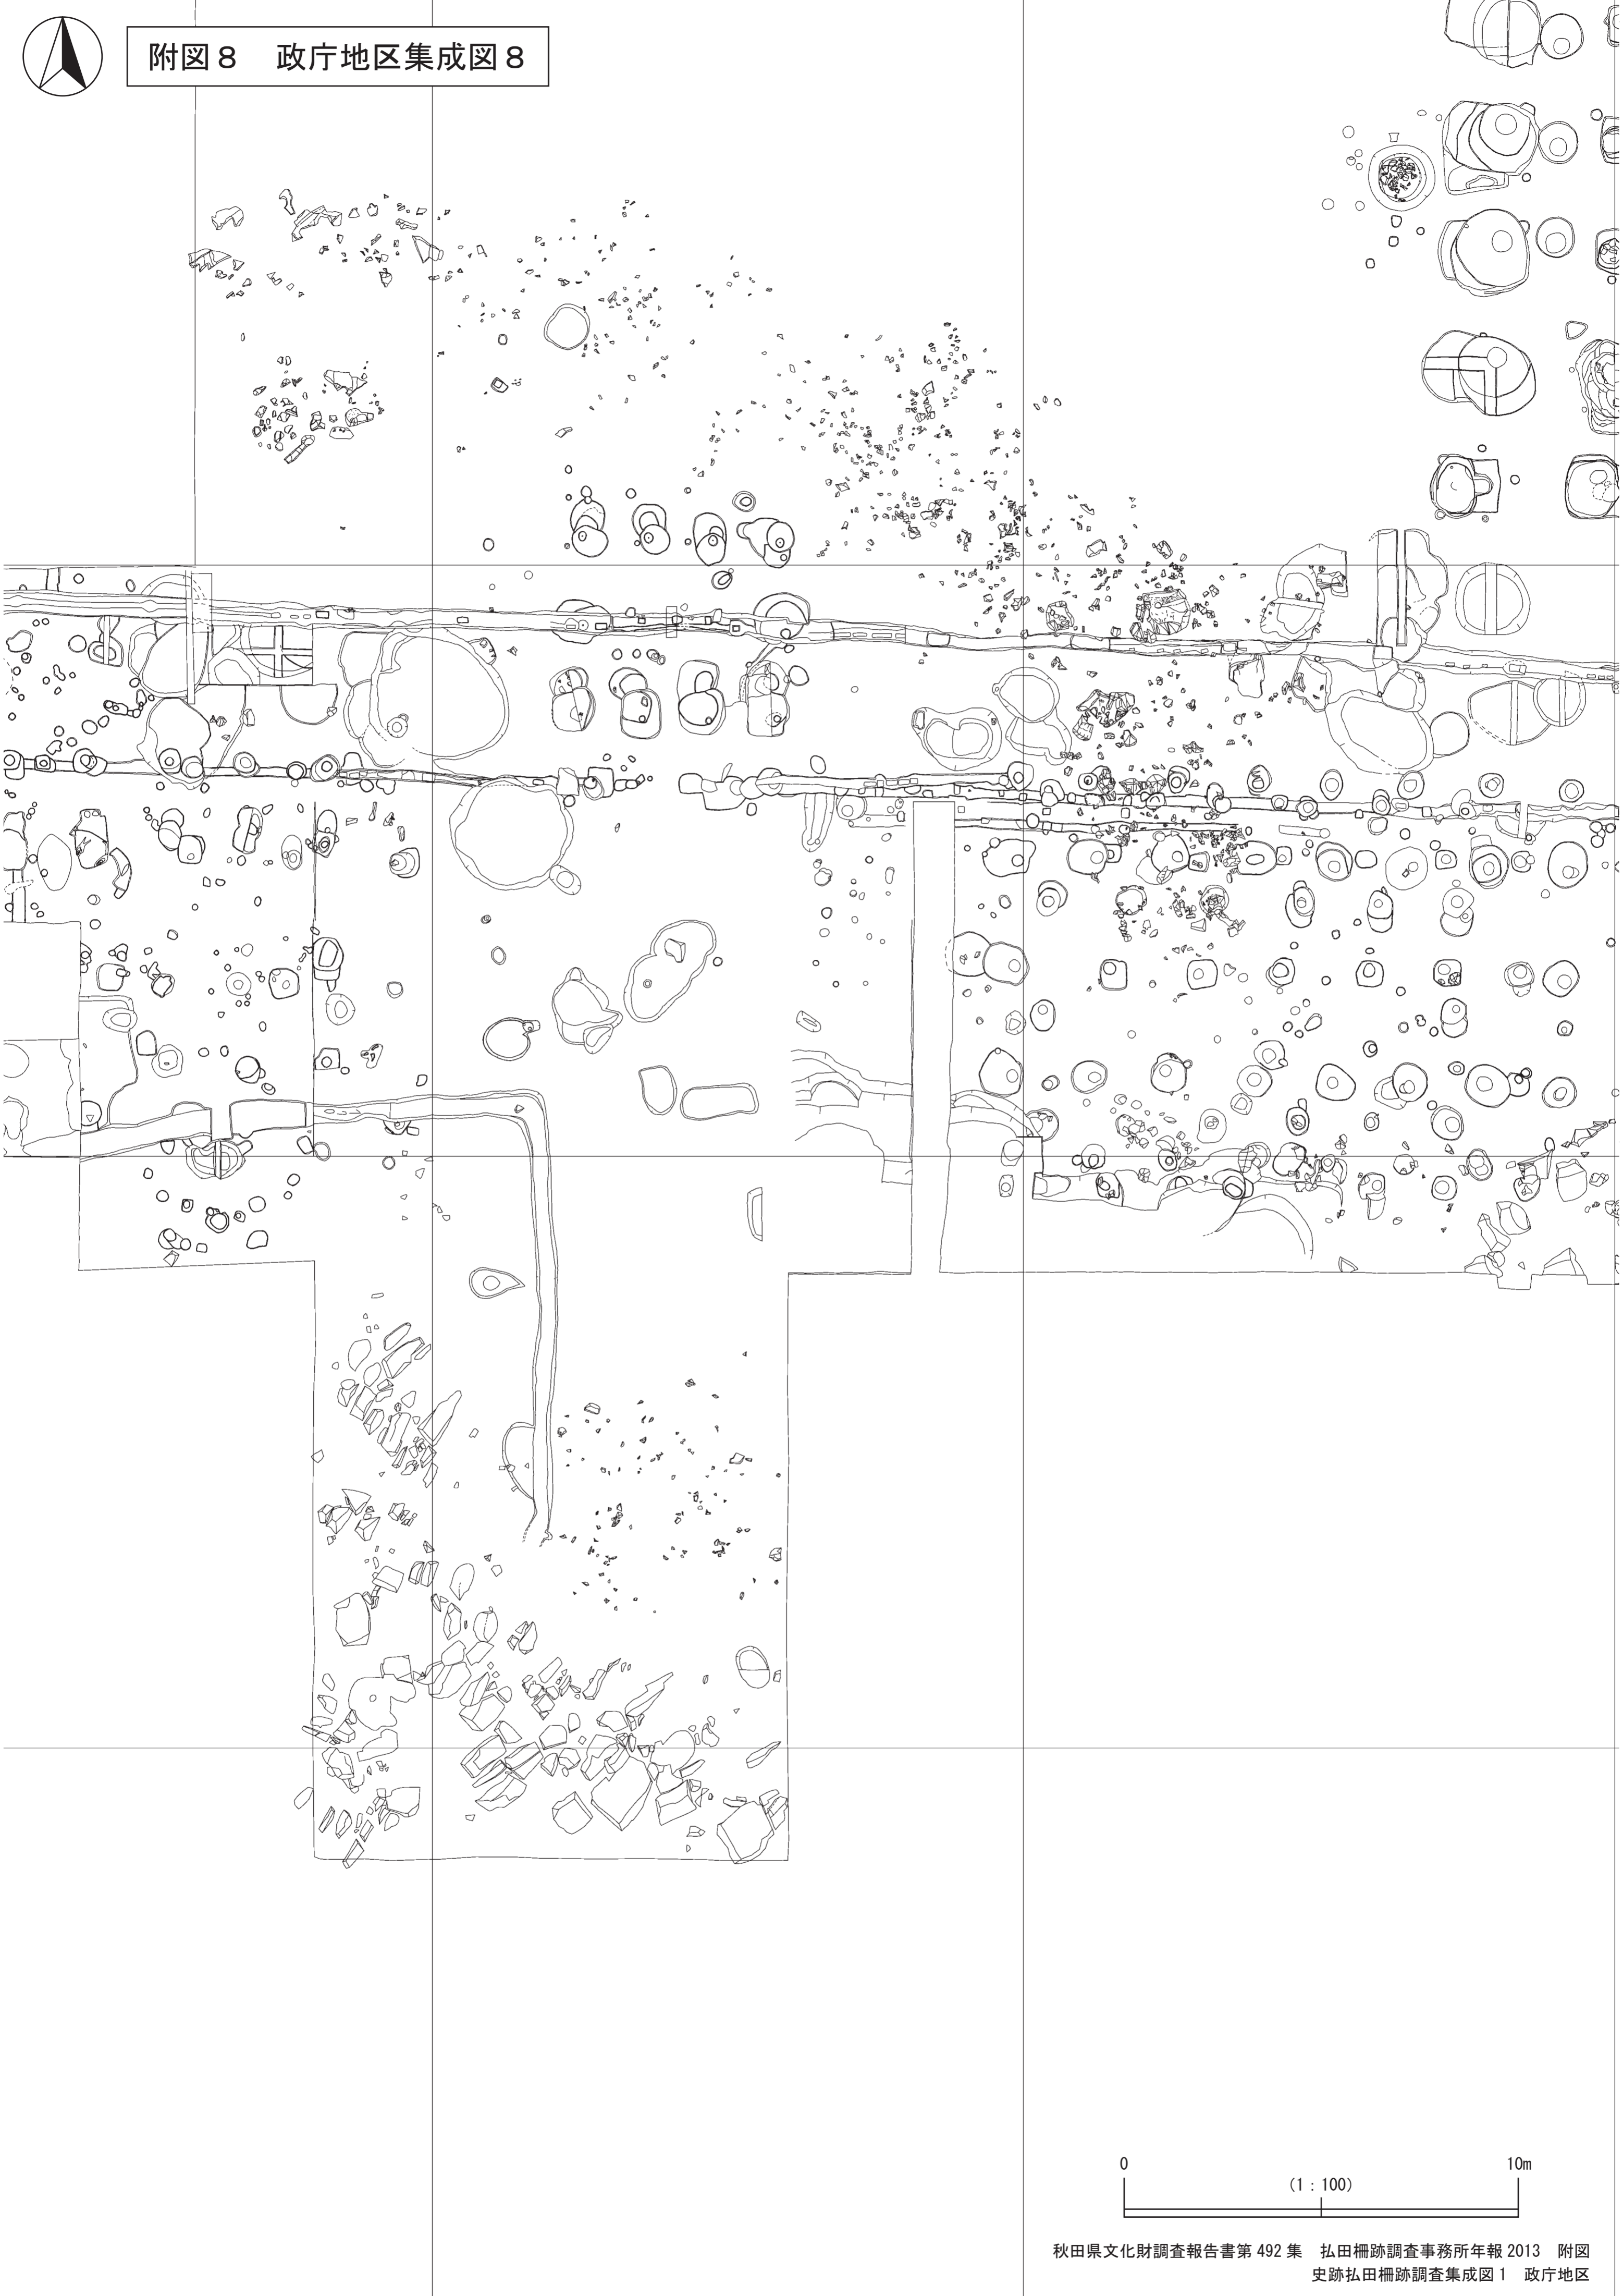 附図８　政庁地区集成図８
0 10m
（1：100）
秋田県文化財調査報告書第 492 集　払田柵跡調査事務所年報 2013　附図
史跡払田柵跡調査集成図１　政庁地区